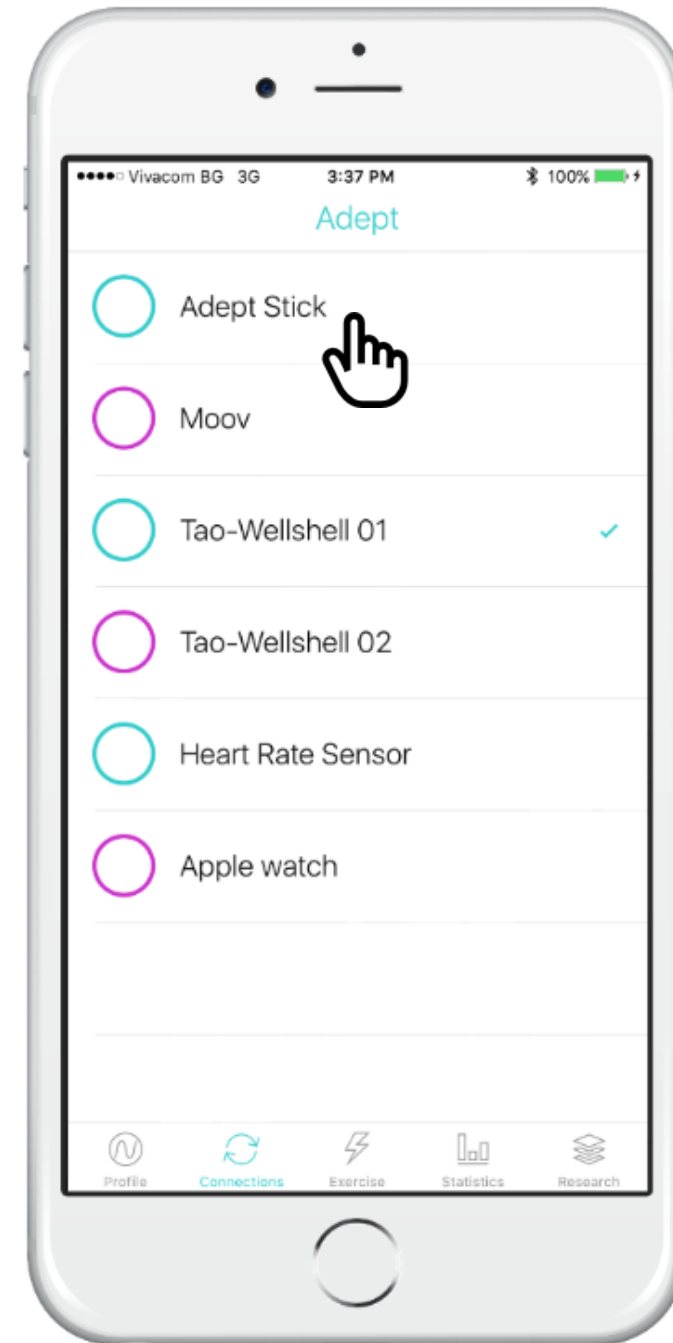 Vivacom BG 3G 3:37 PM 100%
Adept
Adept Stick
Moov
Tao-Wellshell 01
Tao-Wellshell 02
Heart Rate Sensor
Apple watch
Profile Connections Exercise Statistics Research